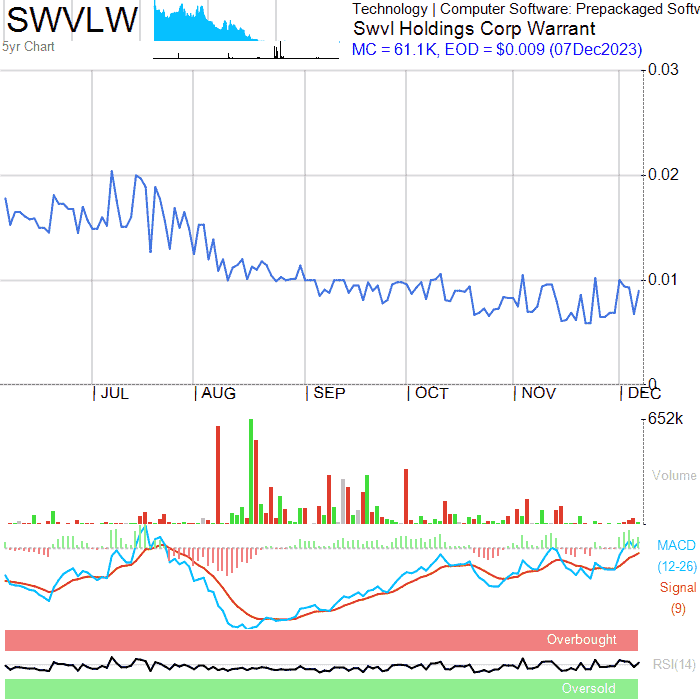 SWVLW
5yr Chart
Technology | Computer Software: Prepackaged Softw
Swvl Holdings Corp Warrant
MC = 61.1K, EOD = $0.009 (07Dec2023)
0.03
0.02
0.01
0
JUL AUG SEP OCT NOV DEC
652k
Volume
MACD
(12-26)
Signal
(9)
Overbought
RSI(14)
Oversold